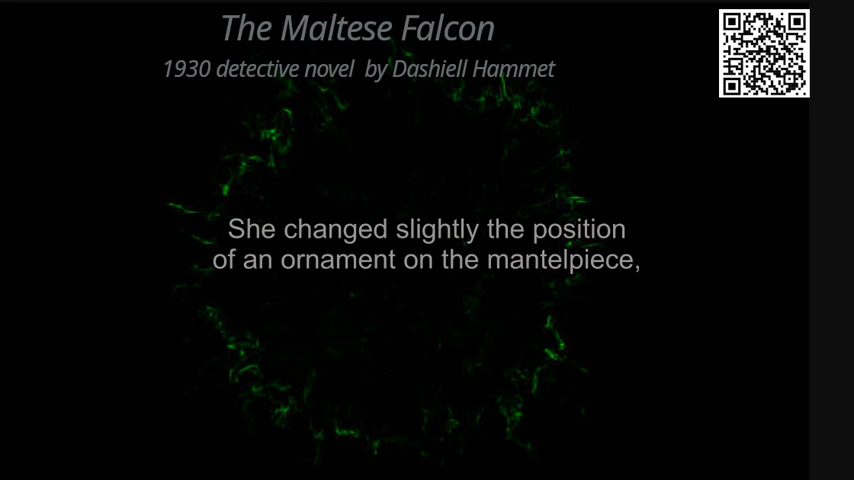 The Maltese Falcon
1930 detective novel by Dashiell Hammet
She changed slightly the position
of an ornament on the mantelpiece,